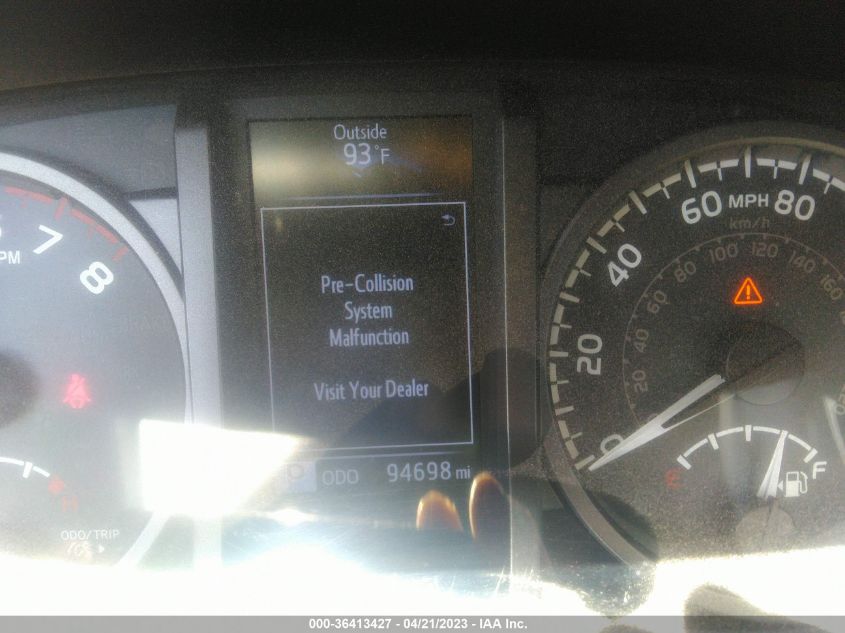 Outside
93°F
Pre-Collision
System
Malfunction
Visit Your Dealer
P ODO 94698 mi
7
8
PM
H
ODO/TRIP
0
20
40
60 MPH 80
km/h
20
40
60
80
100
120
140
160
E
F
000-36413427 - 04/21/2023 - IAA Inc.